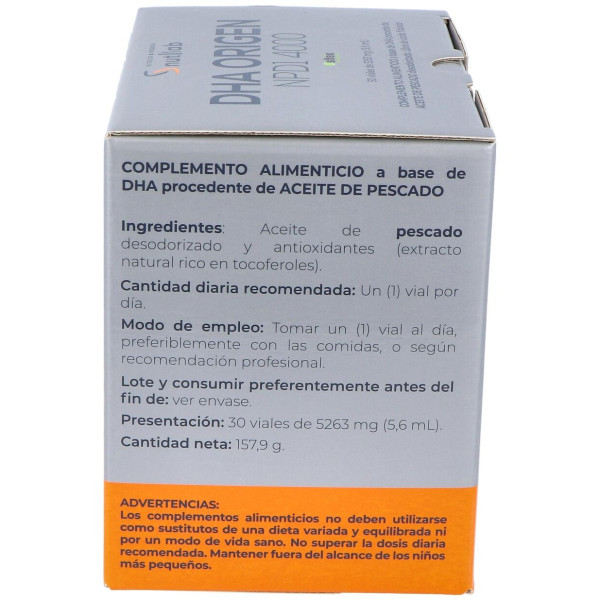 nutilab
DHA ORIGEN
NPD1 4000
COMPLEMENTO ALIMENTICIO a base de
DHA procedente de ACEITE DE PESCADO
Ingredientes: Aceite de pescado
desodorizado y antioxidantes (extracto
natural rico en tocoferoles).
Cantidad diaria recomendada: Un (1) vial por
día.
Modo de empleo: Tomar un (1) vial al día,
preferiblemente con las comidas, o según
recomendación profesional.
Lote y consumir preferentemente antes del
fin de: ver envase.
Presentación: 30 viales de 5263 mg (5,6 mL).
Cantidad neta: 157,9 g.
ADVERTENCIAS:
Los complementos alimenticios no deben utilizarse
como sustitutos de una dieta variada y equilibrada ni
por un modo de vida sano. No superar la dosis diaria
recomendada. Mantener fuera del alcance de los niños
más pequeños.